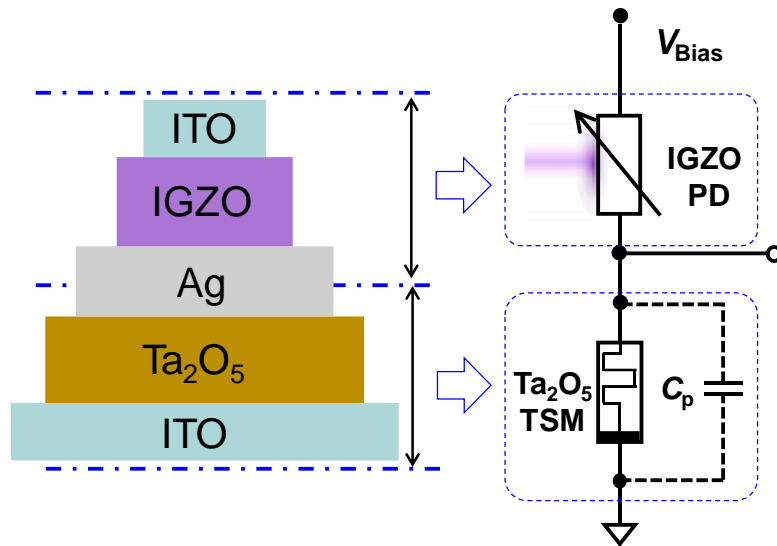 ITO
IGZO
Ag
Ta₂O₅
ITO
V_Bias
IGZO
PD
Ta₂O₅
TSM
C_p